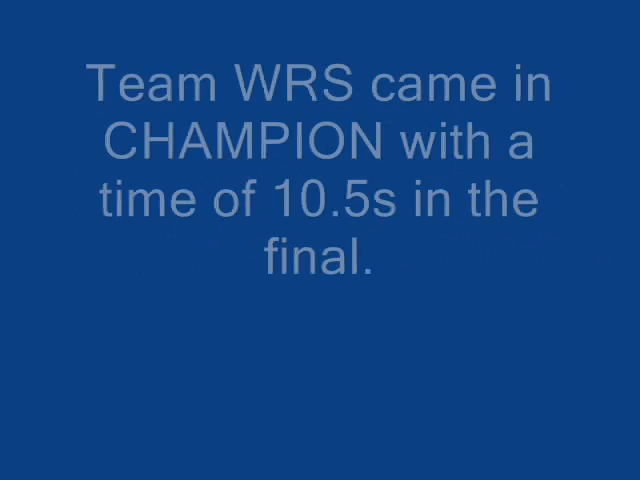 Team WRS came in
CHAMPION with a
time of 10.5s in the
final.